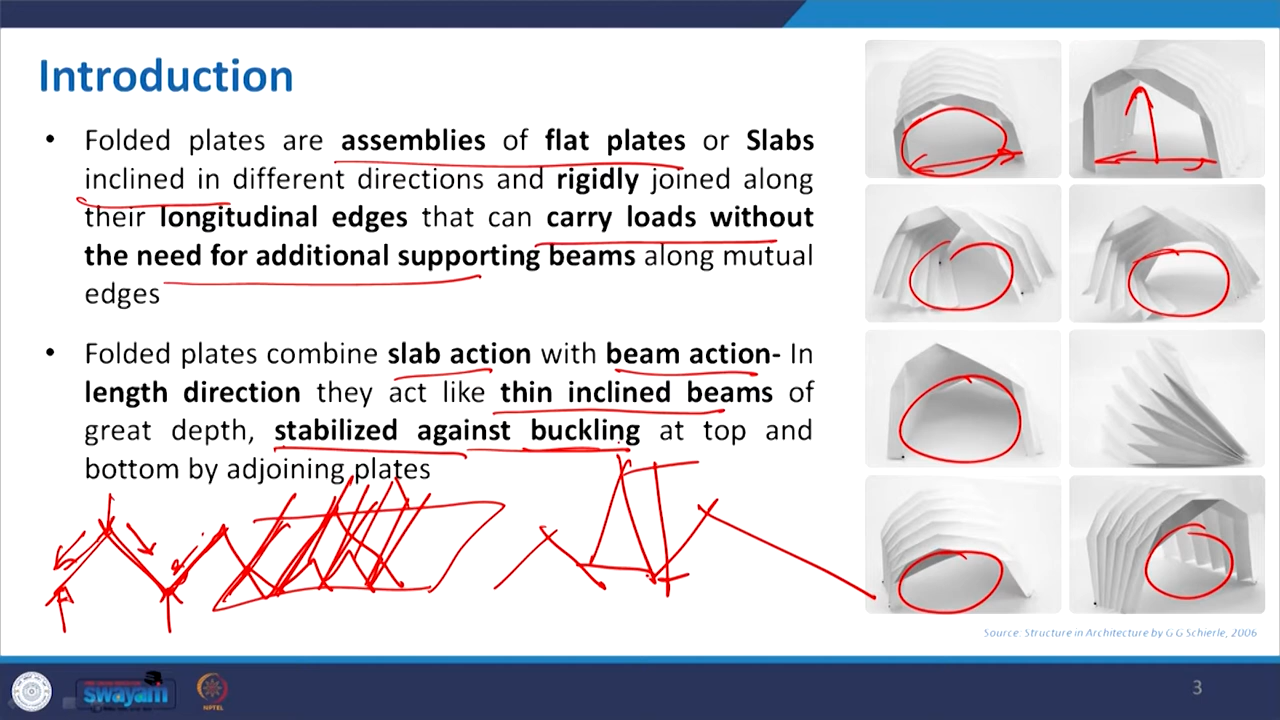 Introduction
• Folded plates are assemblies of flat plates or Slabs
inclined in different directions and rigidly joined along
their longitudinal edges that can carry loads without
the need for additional supporting beams along mutual
edges
• Folded plates combine slab action with beam action- In
length direction they act like thin inclined beams of
great depth, stabilized against buckling at top and
bottom by adjoining plates
Source: Structure in Architecture by G G Schierle, 2006
swayam
NPTEL
3